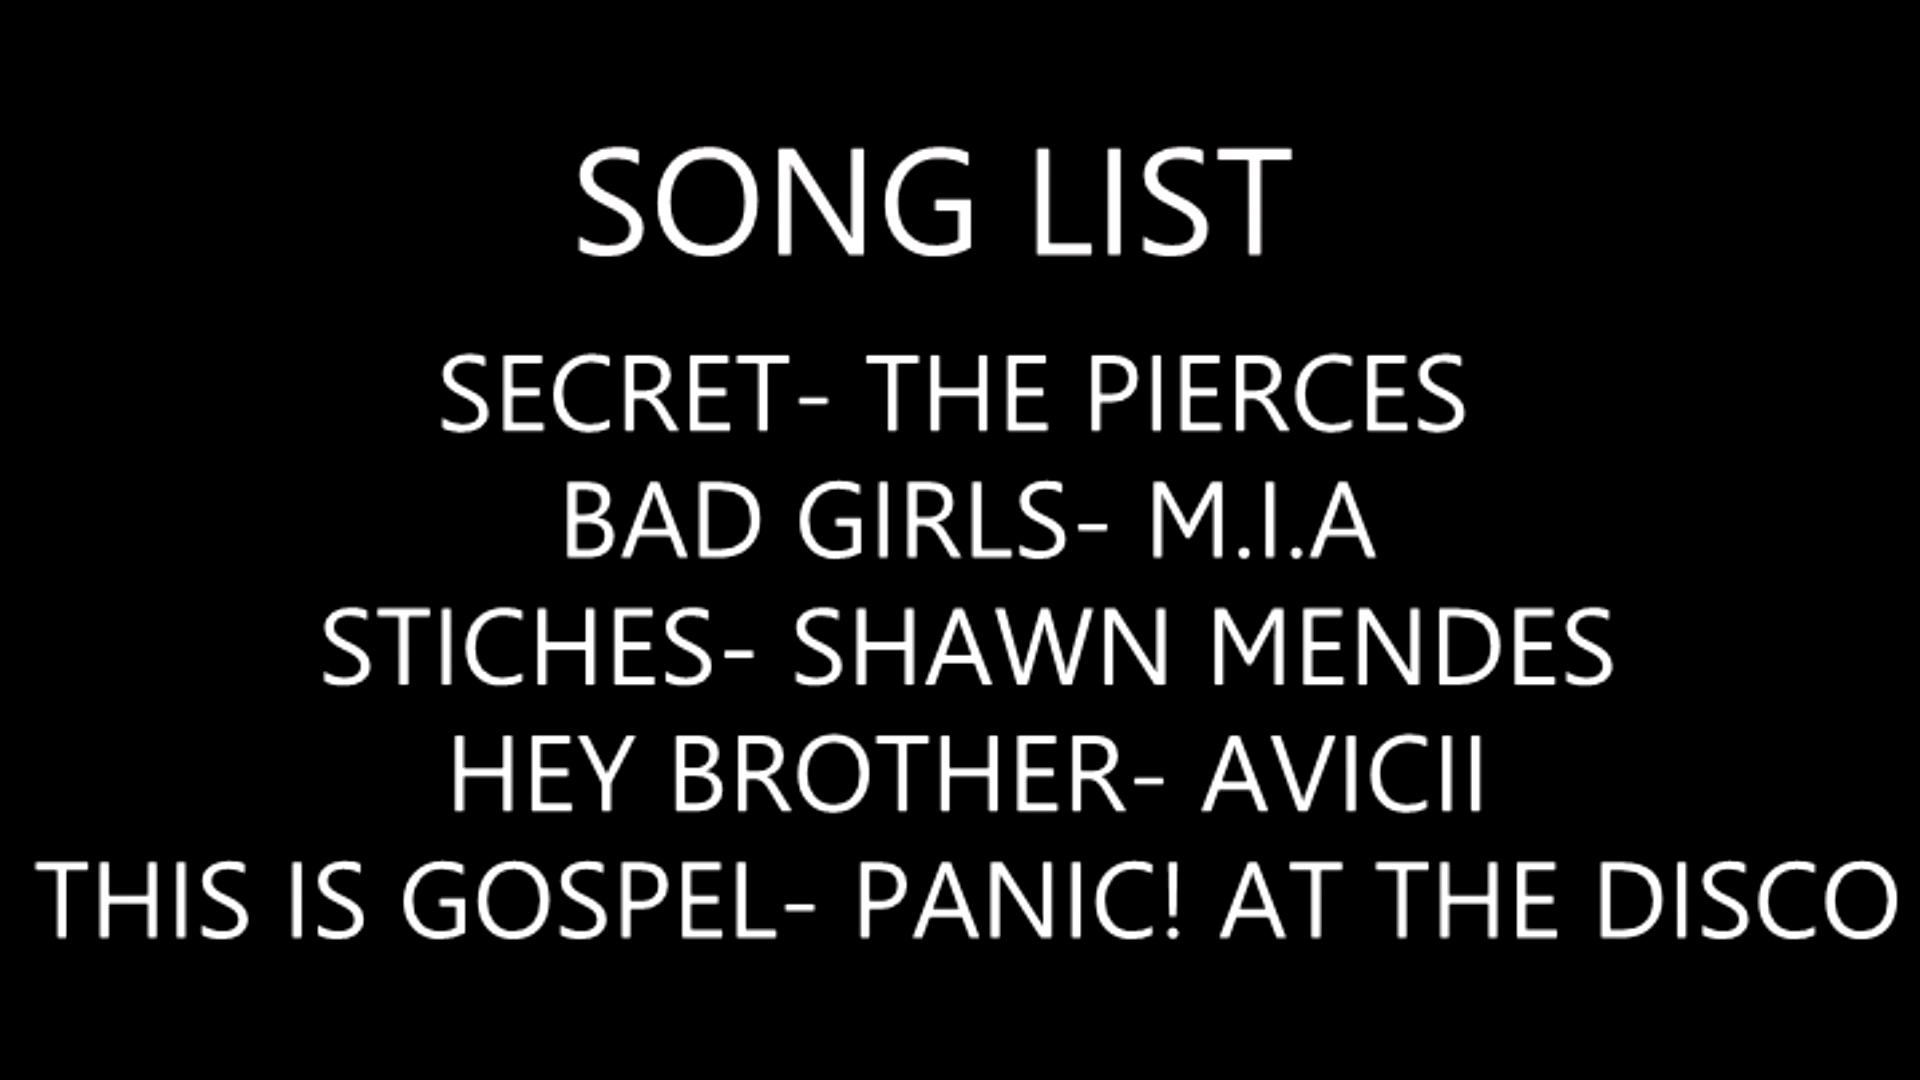 SONG LIST
SECRET- THE PIERCES
BAD GIRLS- M.I.A
STICHES- SHAWN MENDES
HEY BROTHER- AVICII
THIS IS GOSPEL- PANIC! AT THE DISCO